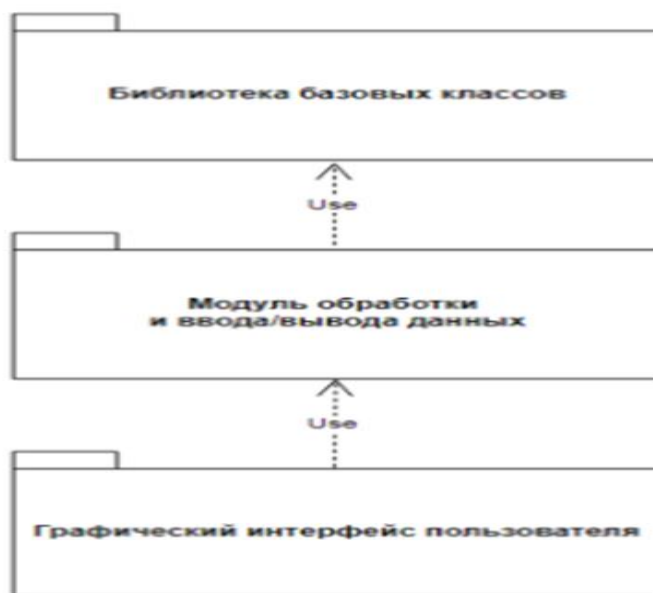 Библиотека базовых классов
Use
Модуль обработки
и ввода/вывода данных
Use
Графический интерфейс пользователя